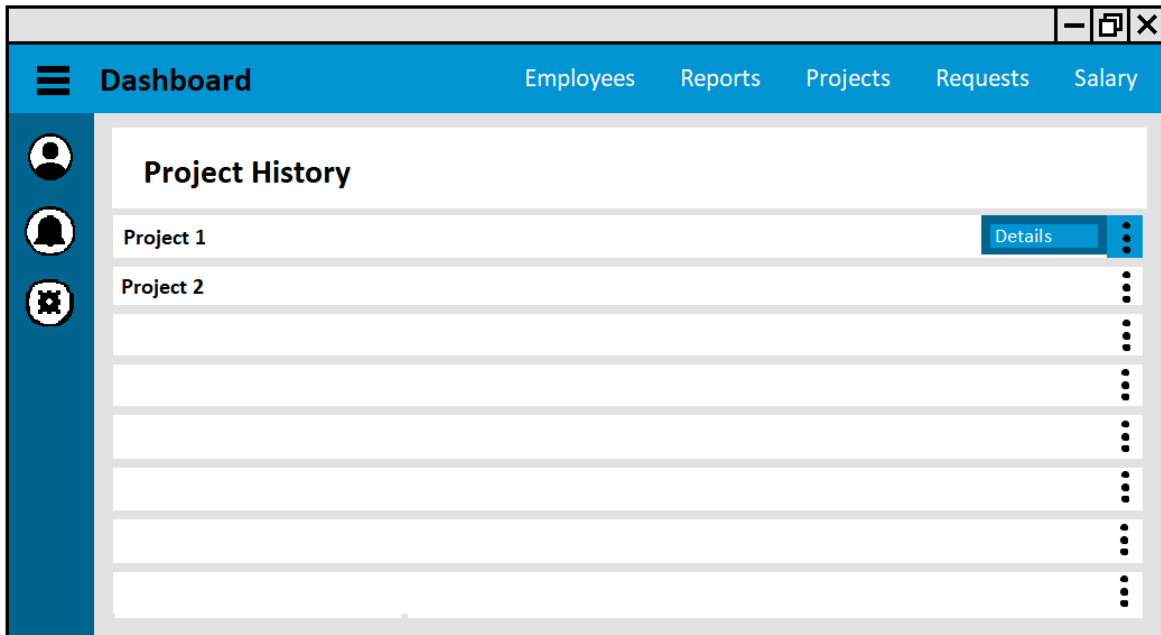 Dashboard Employees Reports Projects Requests Salary
Project History
Project 1 Details
Project 2